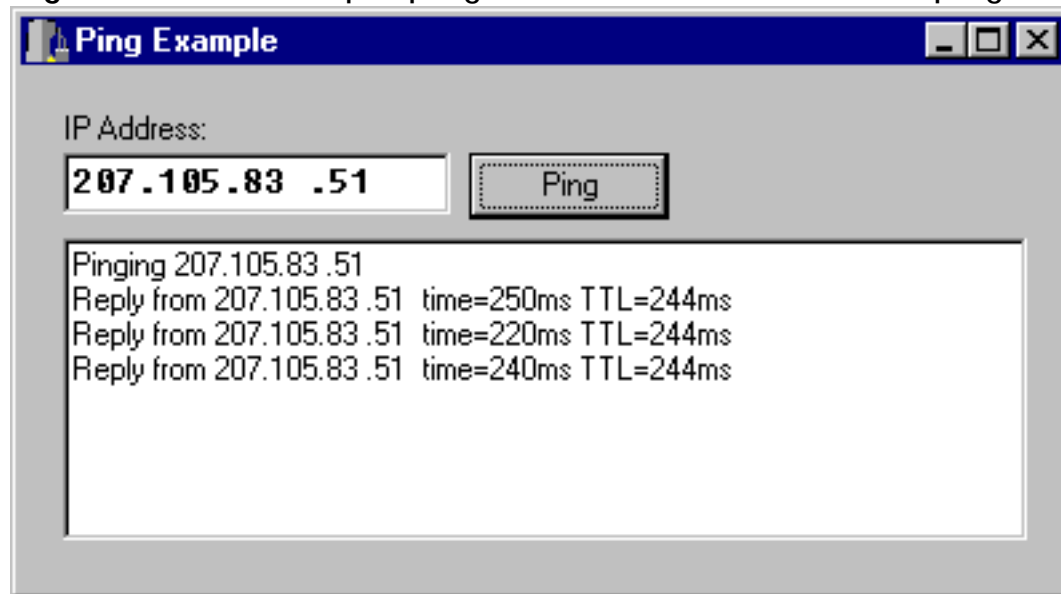 Ping Example
IP Address:
207.105.83 .51
Ping
Pinging 207.105.83 .51
Reply from 207.105.83 .51  time=250ms TTL=244ms
Reply from 207.105.83 .51  time=220ms TTL=244ms
Reply from 207.105.83 .51  time=240ms TTL=244ms